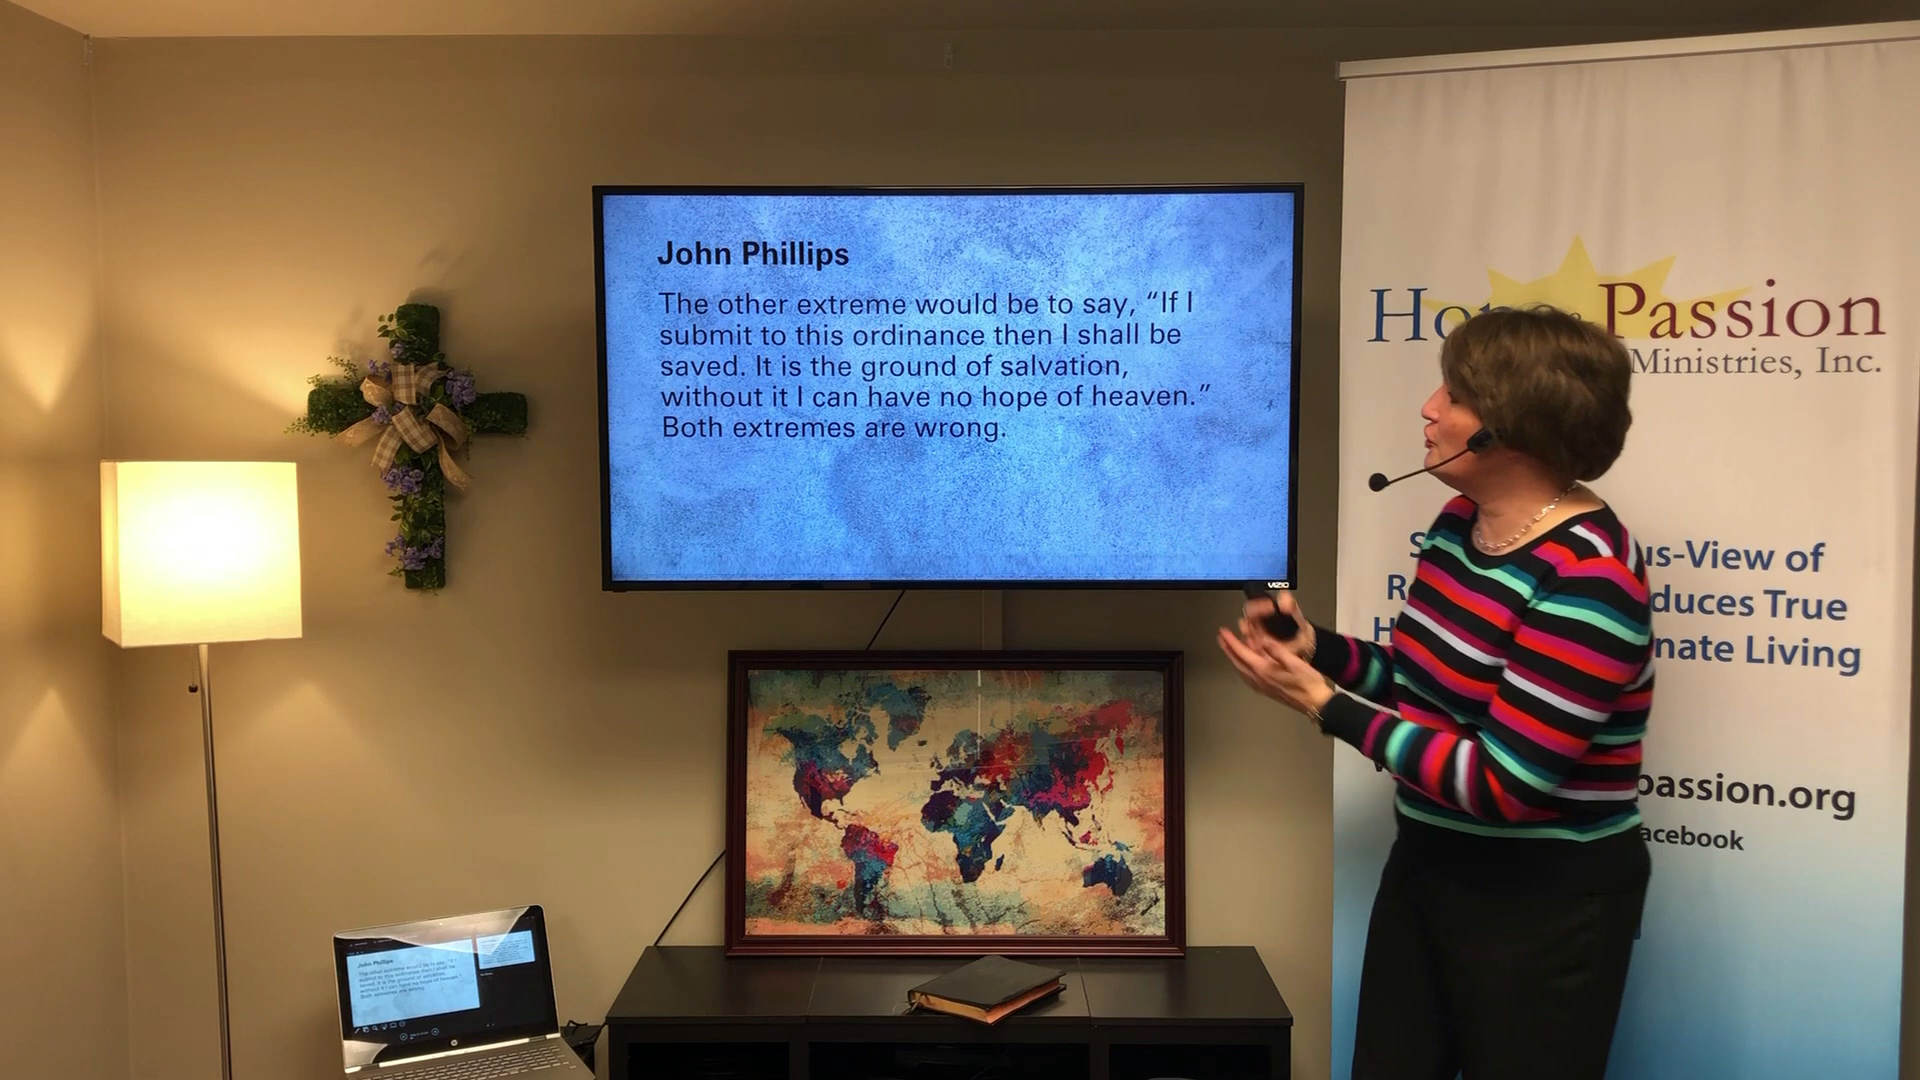 John Phillips
The other extreme would be to say, “If I
submit to this ordinance then I shall be
saved. It is the ground of salvation,
without it I can have no hope of heaven.”
Both extremes are wrong.
VIZIO
Passion
Ministries, Inc.
us-View of
duces True
nate Living
passion.org
acebook
John Phillips